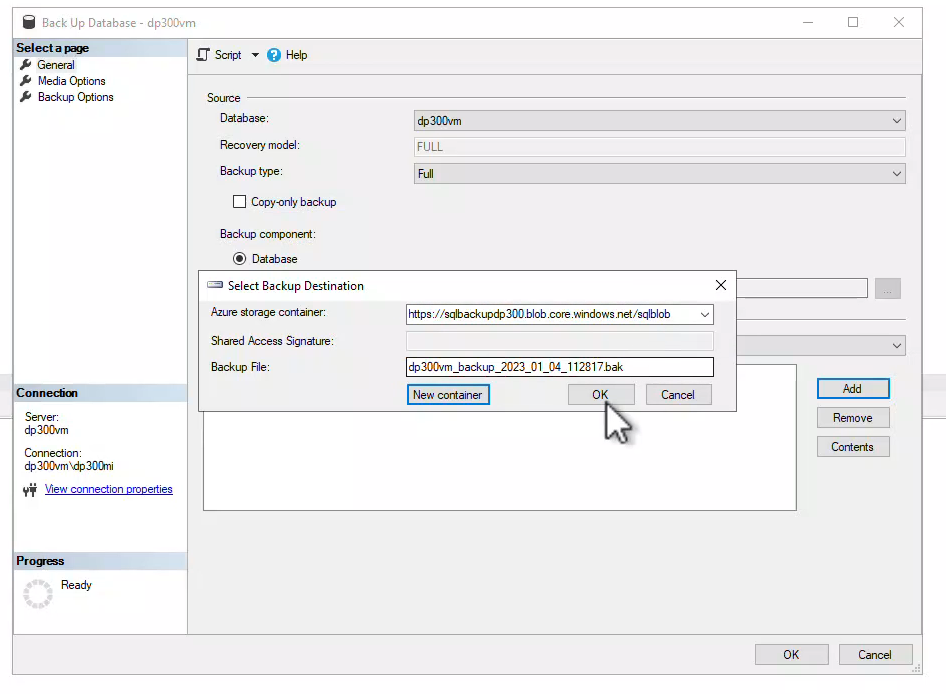 Back Up Database - dp300vm
Select a page
General
Media Options
Backup Options
Script
Help
Source
Database:
dp300vm
Recovery model:
FULL
Backup type:
Full
Copy-only backup
Backup component:
Database
...
Select Backup Destination
Azure storage container:
https://sqlbackupdp300.blob.core.windows.net/sqlblob
Shared Access Signature:
Backup File:
dp300vm_backup_2023_01_04_112817.bak
New container
OK
Cancel
Add
Remove
Contents
Connection
Server:
dp300vm
Connection:
dp300vm\dp300mi
View connection properties
Progress
Ready
OK
Cancel